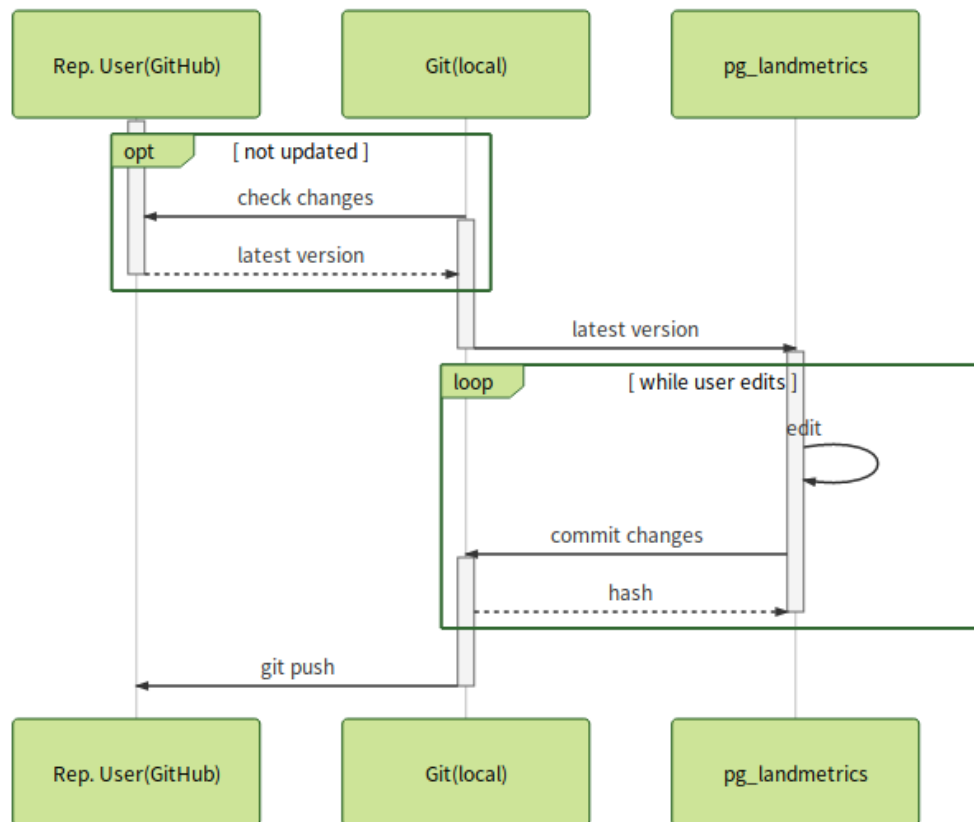 Rep. User(GitHub)
Git(local)
pg_landmetrics
opt
[ not updated ]
check changes
latest version
latest version
loop
[ while user edits ]
edit
commit changes
hash
git push
Rep. User(GitHub)
Git(local)
pg_landmetrics